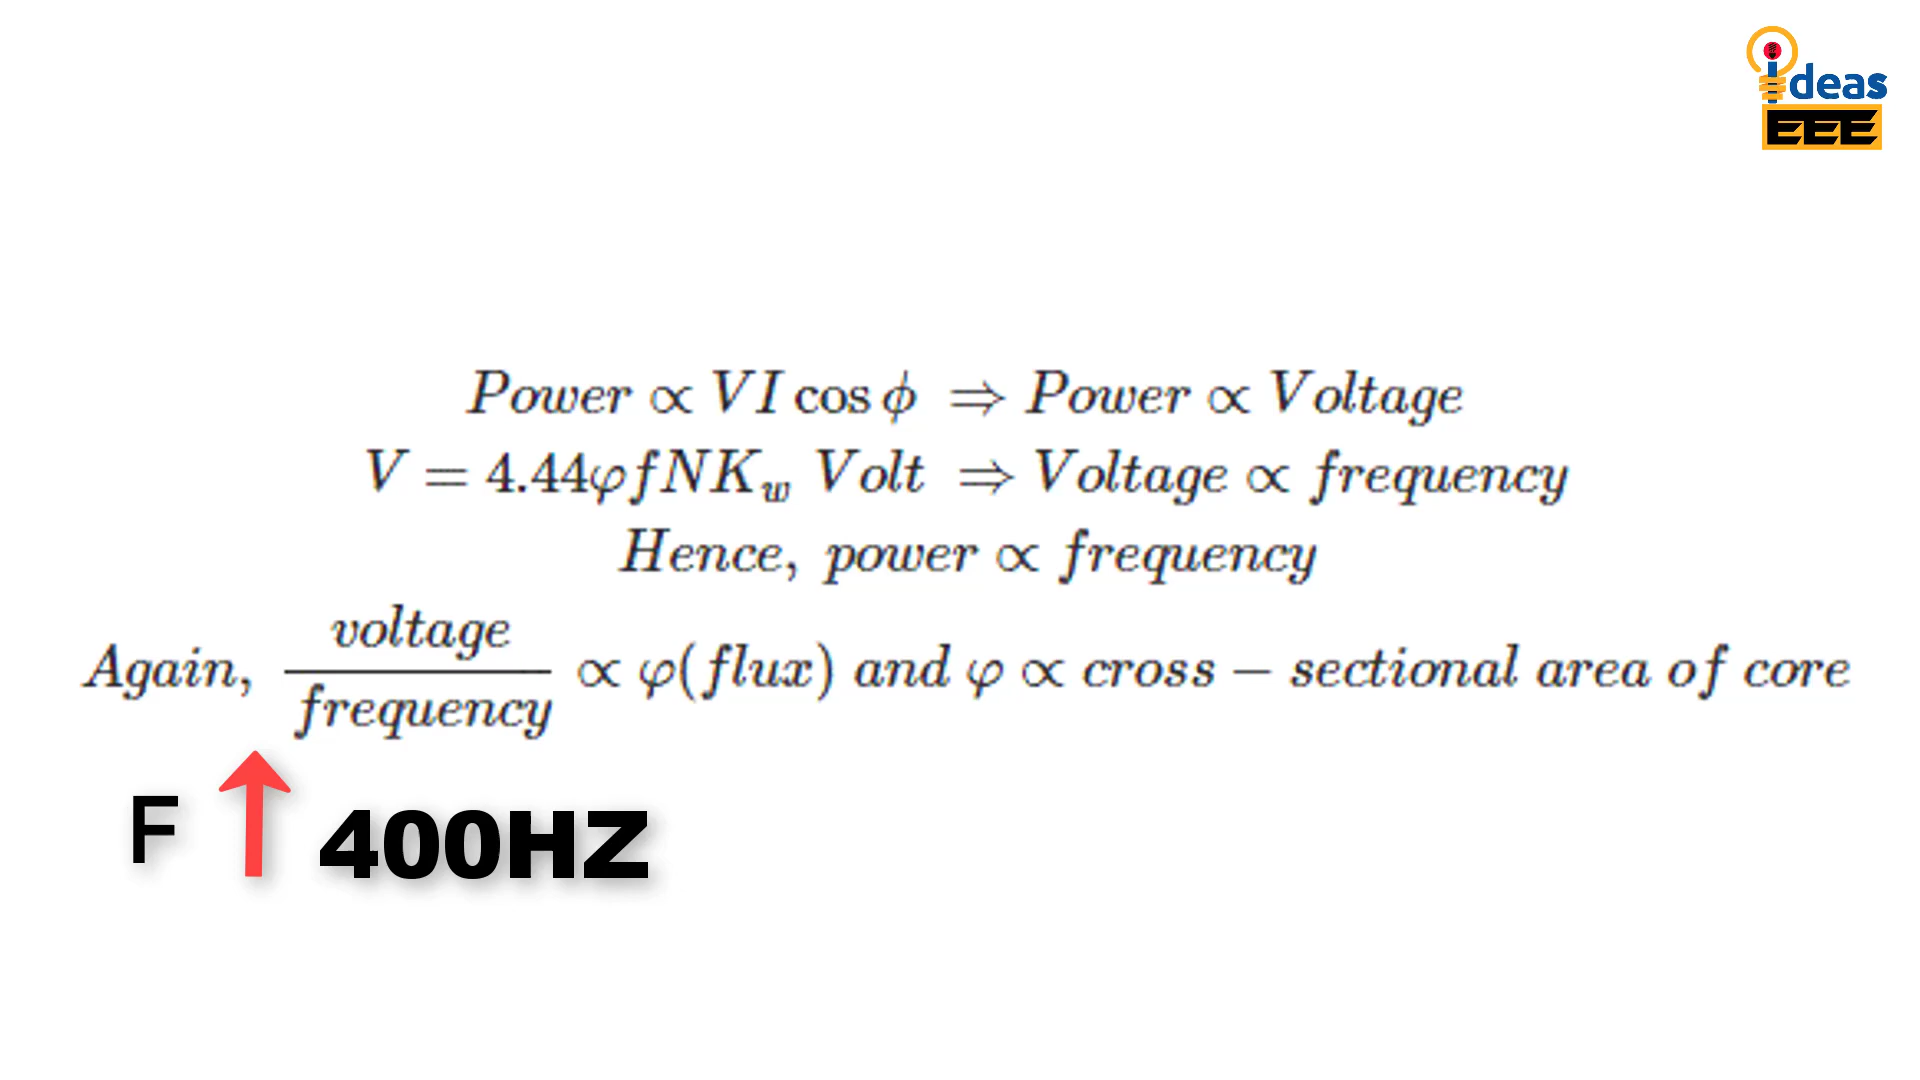 ideas
EEE
Power ∝ VI cos ϕ ⇒ Power ∝ Voltage
V = 4.44φfNK_w Volt ⇒ Voltage ∝ frequency
Hence, power ∝ frequency
Again, voltage/frequency ∝ φ(flux) and φ ∝ cross − sectional area of core
F ↑ 400HZ